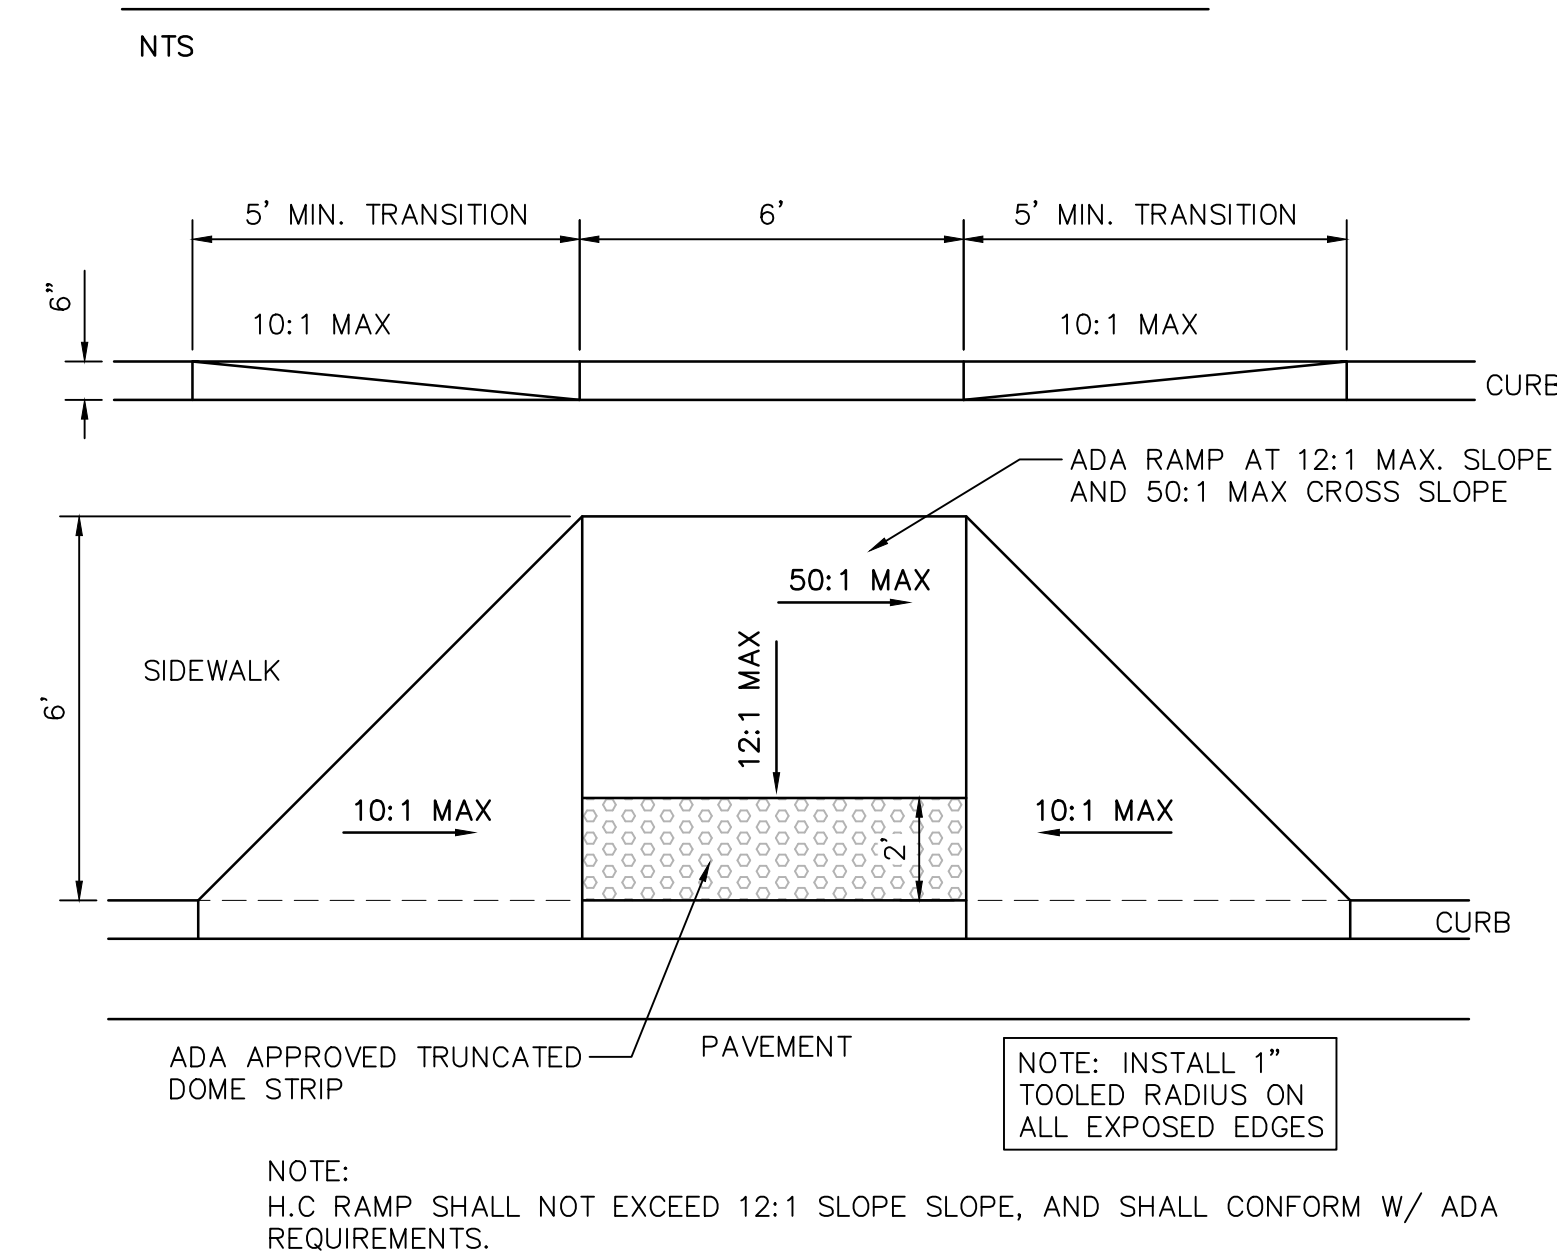 NTS
5' MIN. TRANSITION
6'
5' MIN. TRANSITION
6"
10:1 MAX
10:1 MAX
CURB
ADA RAMP AT 12:1 MAX. SLOPE
AND 50:1 MAX CROSS SLOPE
50:1 MAX
12:1 MAX
SIDEWALK
6'
10:1 MAX
10:1 MAX
2'
CURB
ADA APPROVED TRUNCATED
DOME STRIP
PAVEMENT
NOTE: INSTALL 1"
TOOLED RADIUS ON
ALL EXPOSED EDGES
NOTE:
H.C RAMP SHALL NOT EXCEED 12:1 SLOPE SLOPE, AND SHALL CONFORM W/ ADA
REQUIREMENTS.